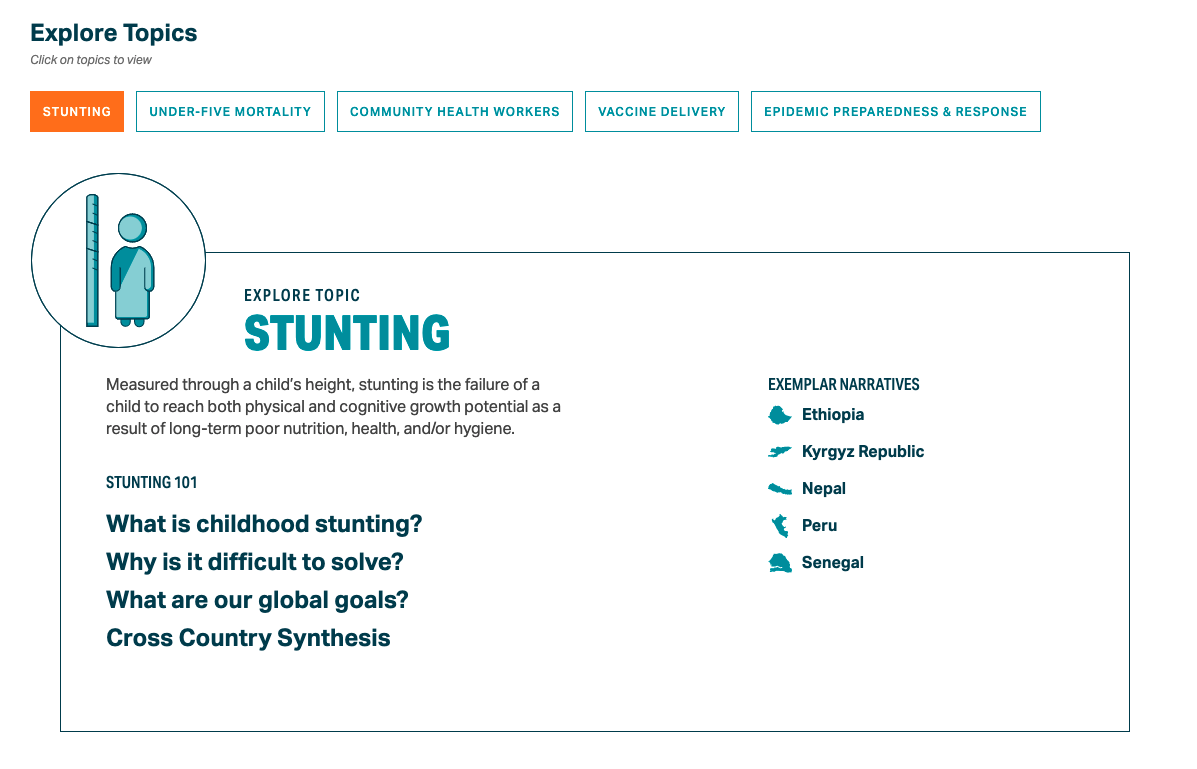 Explore Topics
Click on topics to view
STUNTING
UNDER-FIVE MORTALITY
COMMUNITY HEALTH WORKERS
VACCINE DELIVERY
EPIDEMIC PREPAREDNESS & RESPONSE
EXPLORE TOPIC
STUNTING
Measured through a child’s height, stunting is the failure of a
child to reach both physical and cognitive growth potential as a
result of long-term poor nutrition, health, and/or hygiene.
STUNTING 101
What is childhood stunting?
Why is it difficult to solve?
What are our global goals?
Cross Country Synthesis
EXEMPLAR NARRATIVES
Ethiopia
Kyrgyz Republic
Nepal
Peru
Senegal